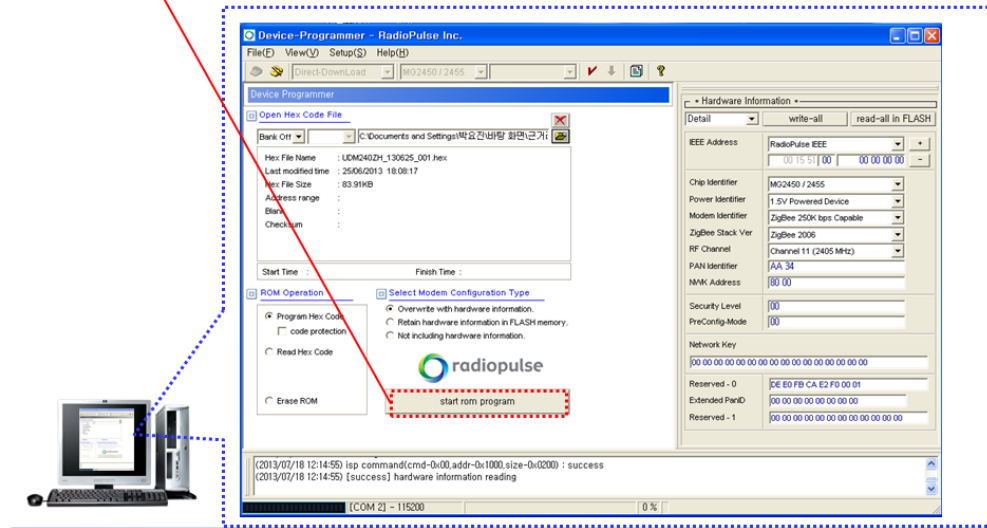 Device-Programmer - RadioPulse Inc.
File(F) View(V) Setup(S) Help(H)
Direct-DownLoad MG2450 / 2455
Device Programmer
Open Hex Code File
Bank Off C:\Documents and Settings\박요진\바탕 화면\근거
Hex File Name : UDM240ZH_130625_001.hex
Last modified time : 25/06/2013 18:08:17
Hex File Size : 83.91KB
Address range :
Blank :
Checksum :
Start Time : Finish Time :
ROM Operation
Program Hex Code
code protection
Read Hex Code
Erase ROM
Select Modem Configuration Type
Overwrite with hardware information.
Retain hardware information in FLASH memory.
Not including hardware information.
radiopulse
start rom program
• Hardware Information •
Detail write-all read-all in FLASH
IEEE Address RadioPulse IEEE +
00 15 51 00 00 00 00 00 -
Chip Identifier MG2450 / 2455
Power Identifier 1.5V Powered Device
Modem Identifier ZigBee 250K bps Capable
ZigBee Stack Ver ZigBee 2006
RF Channel Channel 11 (2405 MHz)
PAN Identifier AA 34
NWK Address 80 00
Security Level 00
PreConfig-Mode 00
Network Key
00 00 00 00 00 00 00 00 00 00 00 00 00 00 00 00
Reserved - 0 DE E0 FB CA E2 F0 00 01
Extended PanID 00 00 00 00 00 00 00 00
Reserved - 1 00 00 00 00 00 00 00 00 00 00 00 00
(2013/07/18 12:14:55) isp command(cmd-0x00,addr-0x1000,size-0x0200) : success
(2013/07/18 12:14:55) [success] hardware information reading
[COM 2] - 115200 0 %